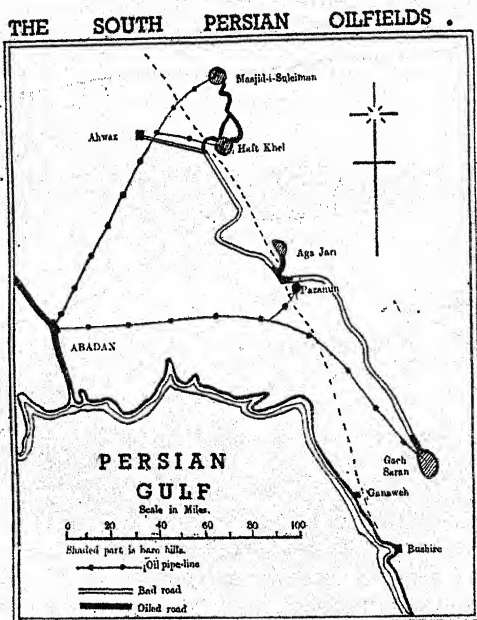 THE SOUTH PERSIAN OILFIELDS.
Masjid-i-Suleiman
Ahwaz
Haft Khel
Aga Jari
Pazanun
ABADAN
Gach
Saran
PERSIAN
GULF
Scale in Miles.
0 20 40 60 80 100
Ganaweh
Bushire
Shaded part is bare hills.
Oil pipe-line
Bad road
Oiled road